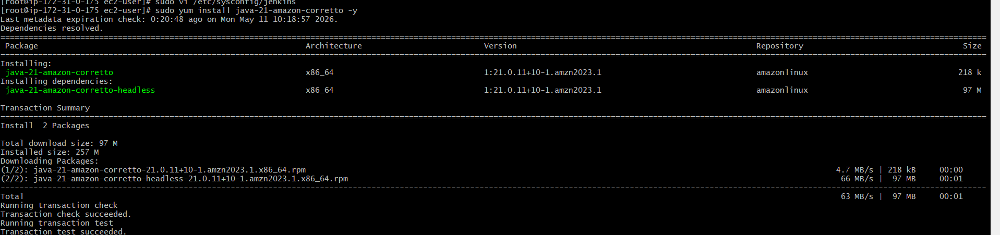 [root@ip-172-31-0-175 ec2-user]# sudo vi /etc/sysconfig/jenkins
[root@ip-172-31-0-175 ec2-user]# sudo yum install java-21-amazon-corretto -y
Last metadata expiration check: 0:20:48 ago on Mon May 11 10:18:57 2026.
Dependencies resolved.
Package Architecture Version Repository Size
Installing:
java-21-amazon-corretto x86_64 1:21.0.11+10-1.amzn2023.1 amazonlinux 218 k
Installing dependencies:
java-21-amazon-corretto-headless x86_64 1:21.0.11+10-1.amzn2023.1 amazonlinux 97 M
Transaction Summary
Install 2 Packages
Total download size: 97 M
Installed size: 257 M
Downloading Packages:
(1/2): java-21-amazon-corretto-21.0.11+10-1.amzn2023.1.x86_64.rpm 4.7 MB/s | 218 kB 00:00
(2/2): java-21-amazon-corretto-headless-21.0.11+10-1.amzn2023.1.x86_64.rpm 66 MB/s | 97 MB 00:01
Total 63 MB/s | 97 MB 00:01
Running transaction check
Transaction check succeeded.
Running transaction test
Transaction test succeeded.